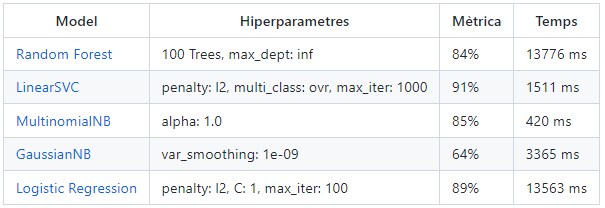 Model Hiperparametres Mètrica Temps
Random Forest 100 Trees, max_dept: inf 84% 13776 ms
LinearSVC penalty: l2, multi_class: ovr, max_iter: 1000 91% 1511 ms
MultinomialNB alpha: 1.0 85% 420 ms
GaussianNB var_smoothing: 1e-09 64% 3365 ms
Logistic Regression penalty: l2, C: 1, max_iter: 100 89% 13563 ms